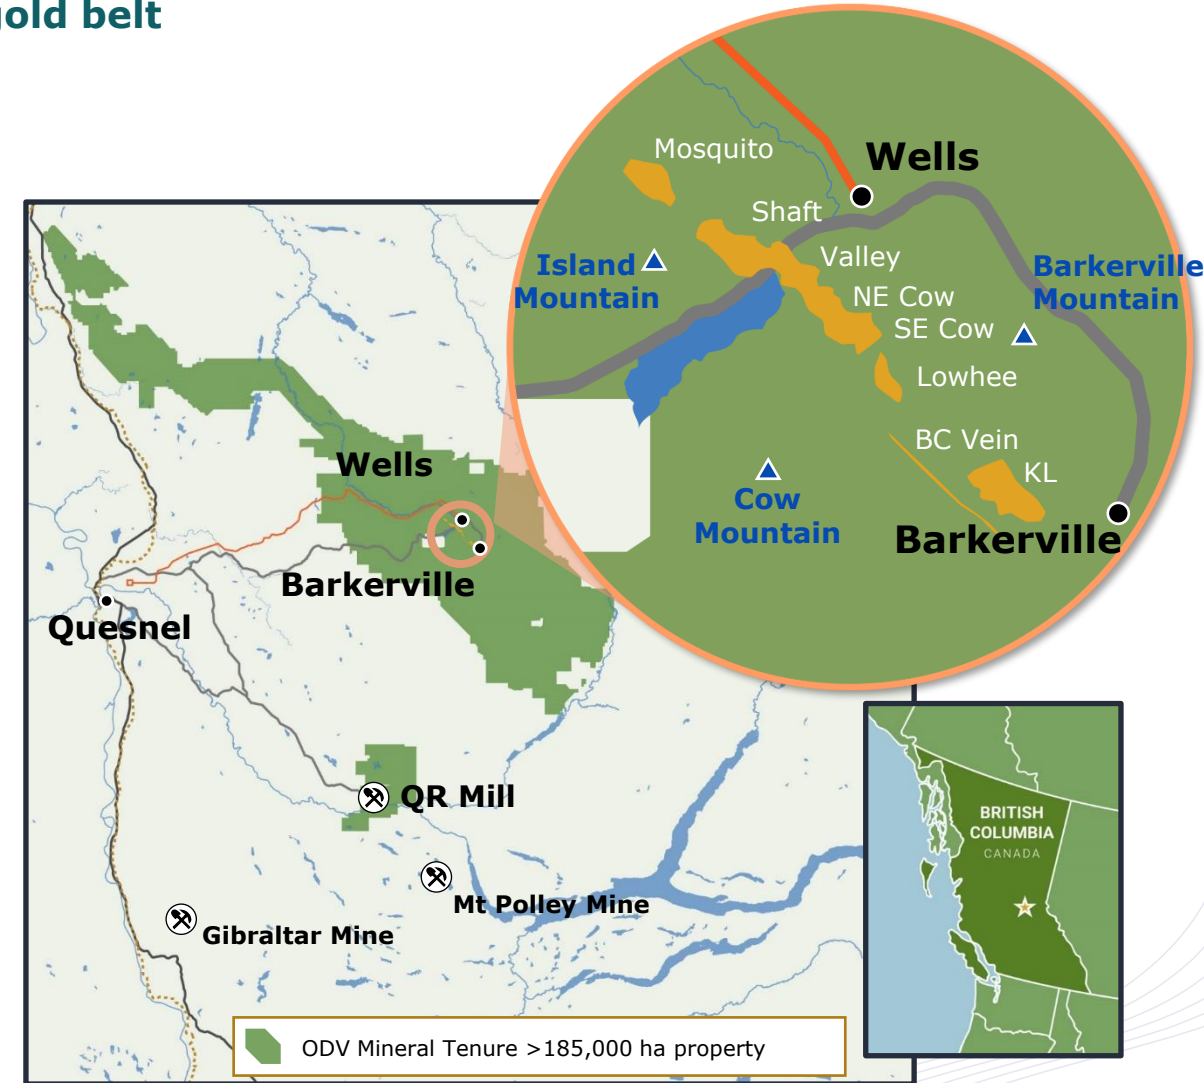 gold belt
Mosquito
Wells
Shaft
Valley
Island
Mountain
Barkerville
Mountain
NE Cow
SE Cow
Lowhee
BC Vein
KL
Cow
Mountain
Barkerville
Wells
Barkerville
Quesnel
QR Mill
Mt Polley Mine
Gibraltar Mine
BRITISH
COLUMBIA
CANADA
ODV Mineral Tenure >185,000 ha property